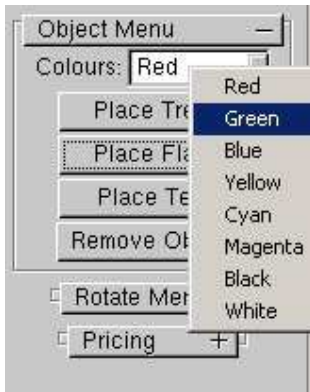 Object Menu −
Colours: Red
Place Tre
Place Fla
Place Te
Remove Ob
Rotate Men
Pricing +
Red
Green
Blue
Yellow
Cyan
Magenta
Black
White